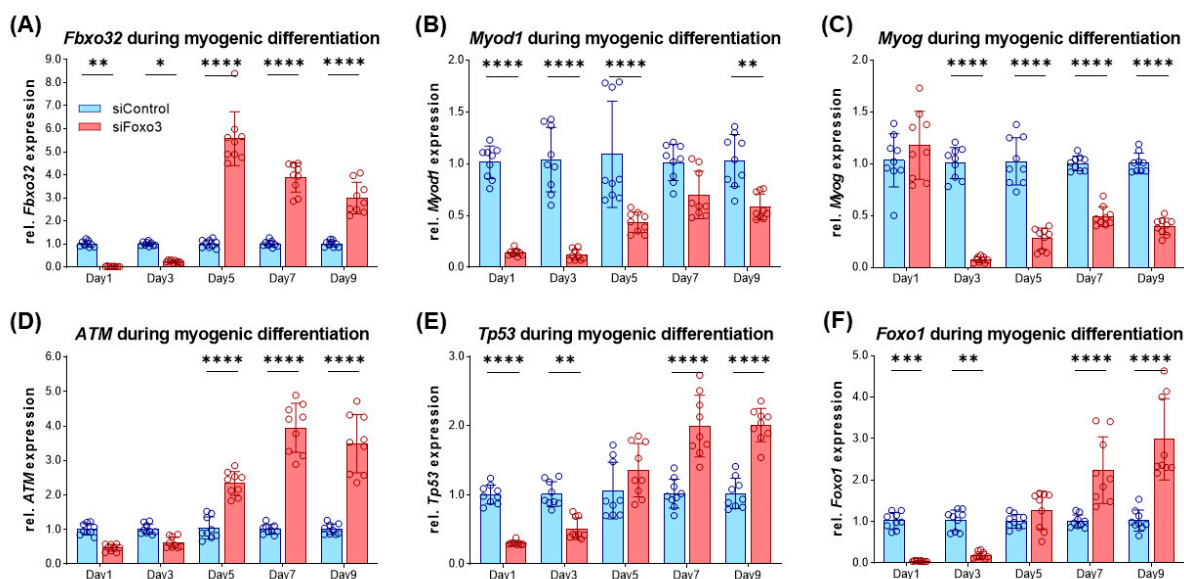 (A)
Fbxo32 during myogenic differentiation
** * **** **** ****
9.0
8.0
7.0
6.0
5.0
4.0
3.0
2.0
1.0
0.0
rel. Fbxo32 expression
siControl
siFoxo3
Day1 Day3 Day5 Day7 Day9
(B)
Myod1 during myogenic differentiation
**** **** **** **
2.0
1.5
1.0
0.5
0.0
rel. Myod1 expression
Day1 Day3 Day5 Day7 Day9
(C)
Myog during myogenic differentiation
**** **** **** ****
2.0
1.5
1.0
0.5
0.0
rel. Myog expression
Day1 Day3 Day5 Day7 Day9
(D)
ATM during myogenic differentiation
**** **** ****
6.0
5.0
4.0
3.0
2.0
1.0
0.0
rel. ATM expression
Day1 Day3 Day5 Day7 Day9
(E)
Tp53 during myogenic differentiation
**** ** **** ****
3.0
2.0
1.0
0.0
rel. Tp53 expression
Day1 Day3 Day5 Day7 Day9
(F)
Foxo1 during myogenic differentiation
*** ** **** ****
5.0
4.0
3.0
2.0
1.0
0.0
rel. Foxo1 expression
Day1 Day3 Day5 Day7 Day9